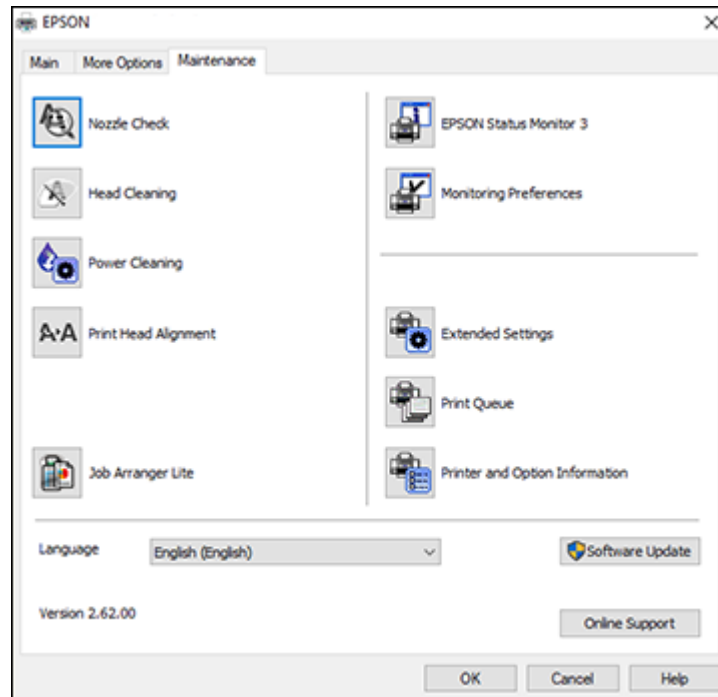 EPSON
Main
More Options
Maintenance
Nozzle Check
Head Cleaning
Power Cleaning
Print Head Alignment
Job Arranger Lite
EPSON Status Monitor 3
Monitoring Preferences
Extended Settings
Print Queue
Printer and Option Information
Language
English (English)
Software Update
Version 2.62.00
Online Support
OK
Cancel
Help